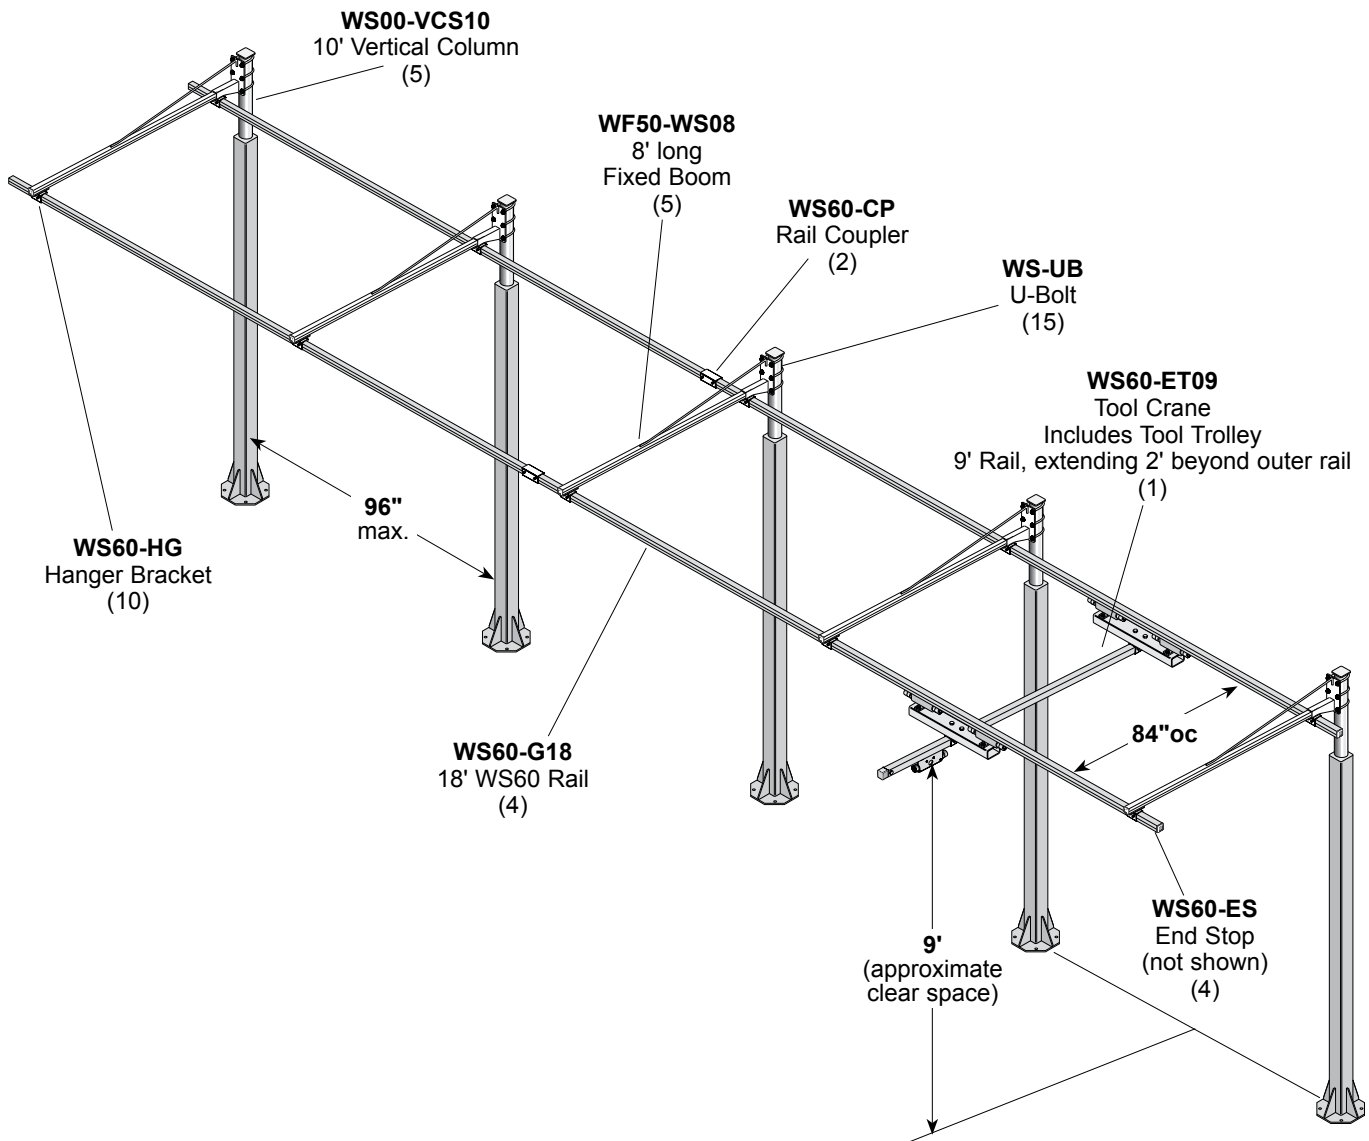 WS00-VCS10
10' Vertical Column
(5)
WF50-WS08
8' long
Fixed Boom
(5)
WS60-CP
Rail Coupler
(2)
WS-UB
U-Bolt
(15)
WS60-ET09
Tool Crane
Includes Tool Trolley
9' Rail, extending 2' beyond outer rail
(1)
96"
max.
WS60-HG
Hanger Bracket
(10)
WS60-G18
18' WS60 Rail
(4)
84"oc
WS60-ES
End Stop
(not shown)
(4)
9'
(approximate
clear space)